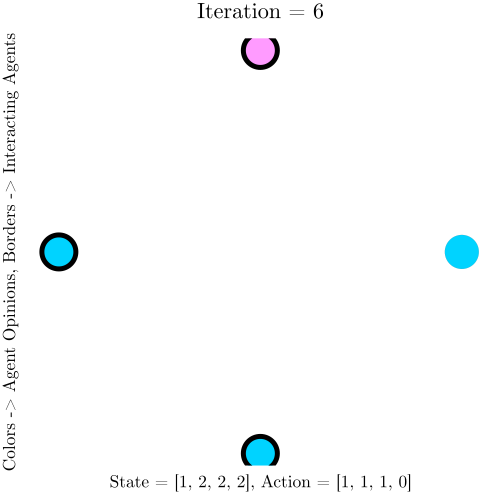 Iteration = 6
Colors -> Agent Opinions, Borders -> Interacting Agents
State = [1, 2, 2, 2], Action = [1, 1, 1, 0]